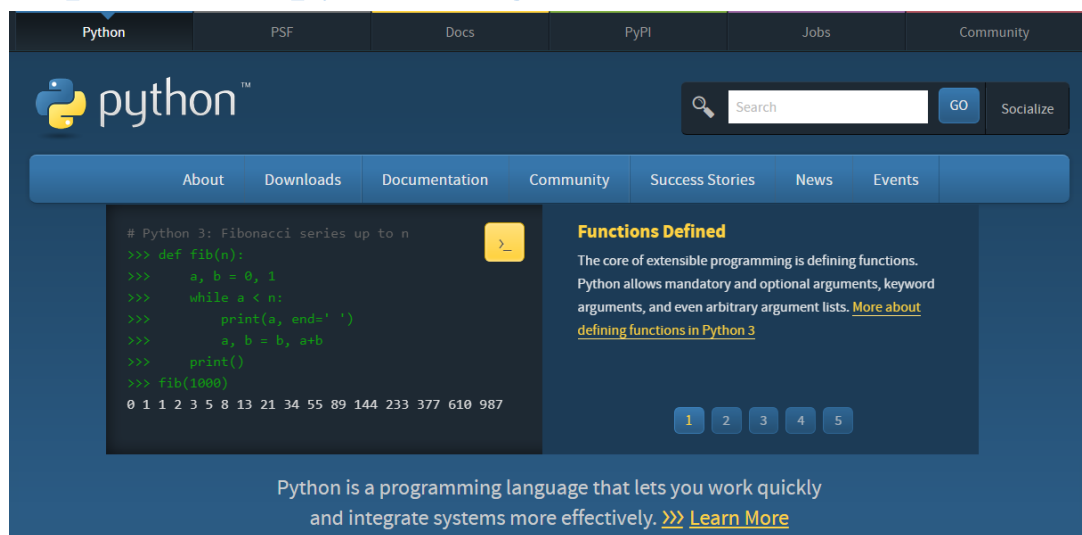 Python PSF Docs PyPI Jobs Community
python™
Search GO Socialize
About Downloads Documentation Community Success Stories News Events
# Python 3: Fibonacci series up to n
>>> def fib(n):
>>>     a, b = 0, 1
>>>     while a < n:
>>>         print(a, end=' ')
>>>         a, b = b, a+b
>>>     print()
>>> fib(1000)
0 1 1 2 3 5 8 13 21 34 55 89 144 233 377 610 987
>_
Functions Defined
The core of extensible programming is defining functions.
Python allows mandatory and optional arguments, keyword
arguments, and even arbitrary argument lists. More about
defining functions in Python 3
1 2 3 4 5
Python is a programming language that lets you work quickly
and integrate systems more effectively. >>> Learn More